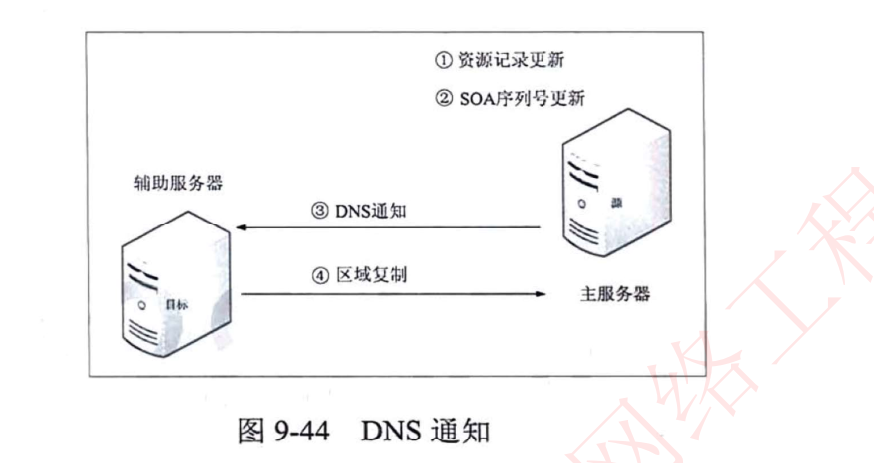 ① 资源记录更新
② SOA序列号更新
辅助服务器
③ DNS通知
源
④ 区域复制
目标
主服务器
图 9-44 DNS 通知
网络工程